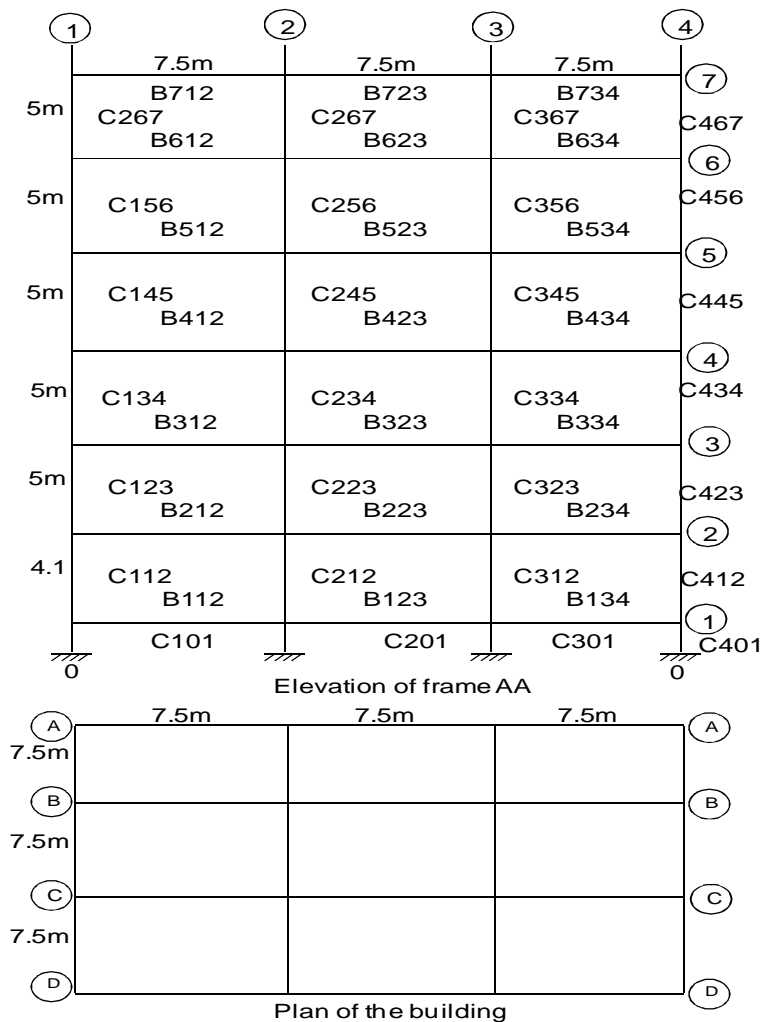 1 2 3 4
7.5m 7.5m 7.5m
7
B712 B723 B734
5m C267 C267 C367 C467
B612 B623 B634
6
5m C156 C256 C356 C456
B512 B523 B534
5
5m C145 C245 C345 C445
B412 B423 B434
4
5m C134 C234 C334 C434
B312 B323 B334
3
5m C123 C223 C323 C423
B212 B223 B234
2
4.1 C112 C212 C312 C412
B112 B123 B134
1
C101 C201 C301 C401
0 0
Elevation of frame AA
7.5m 7.5m 7.5m
A A
7.5m
B B
7.5m
C C
7.5m
D D
Plan of the building